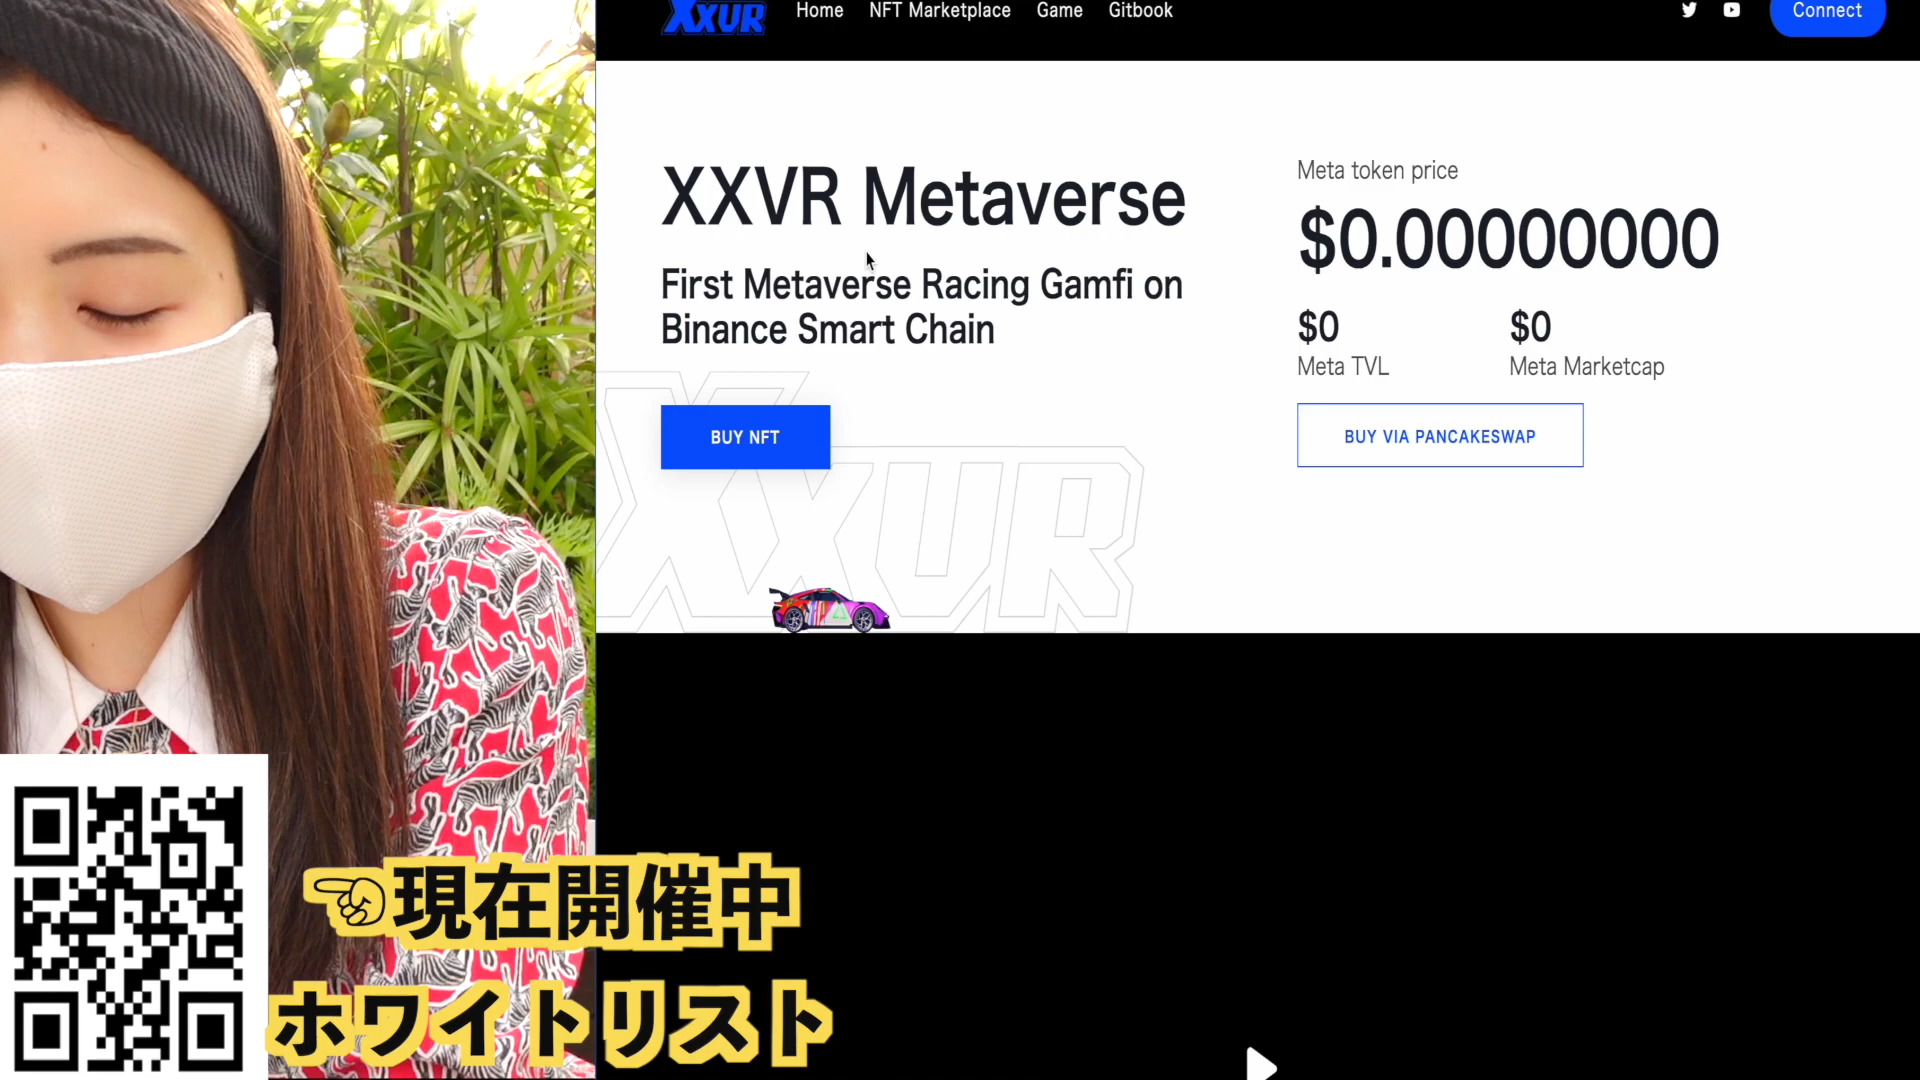 XXVR
Home NFT Marketplace Game Gitbook Connect
XXVR Metaverse
First Metaverse Racing Gamfi on
Binance Smart Chain
BUY NFT
Meta token price
$0.00000000
$0 $0
Meta TVL Meta Marketcap
BUY VIA PANCAKESWAP
XXVR
現在開催中
ホワイトリスト